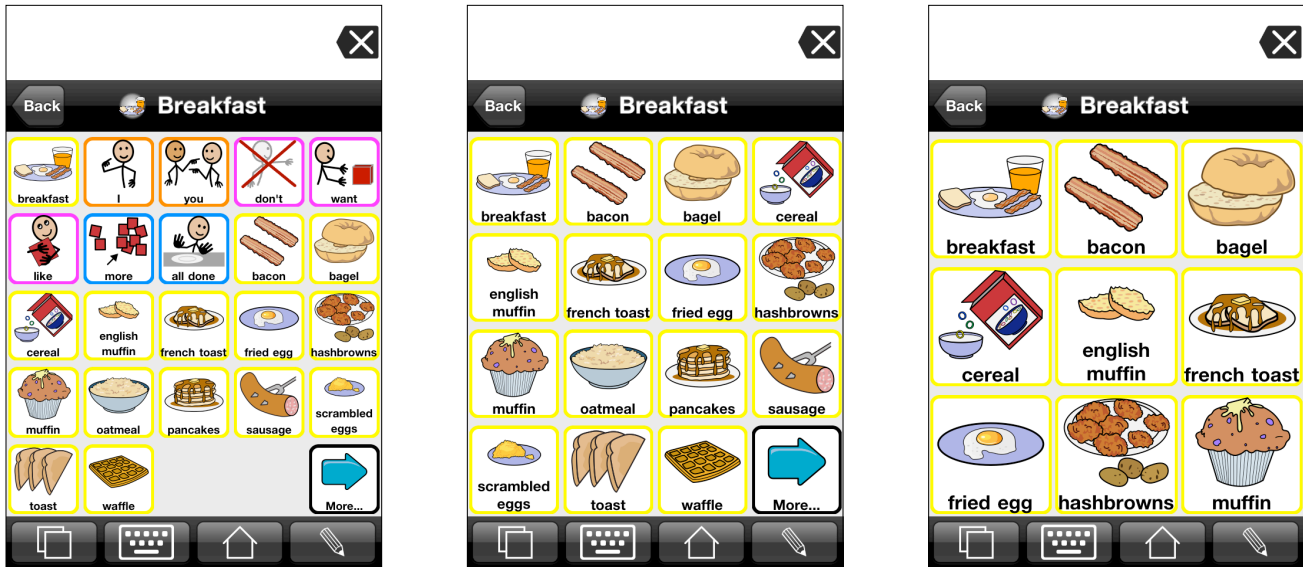 Back Breakfast
breakfast I you don't want
like more all done bacon bagel
cereal english muffin french toast fried egg hashbrowns
muffin oatmeal pancakes sausage scrambled eggs
toast waffle More...
Back Breakfast
breakfast bacon bagel cereal
english muffin french toast fried egg hashbrowns
muffin oatmeal pancakes sausage
scrambled eggs toast waffle More...
Back Breakfast
breakfast bacon bagel
cereal english muffin french toast
fried egg hashbrowns muffin